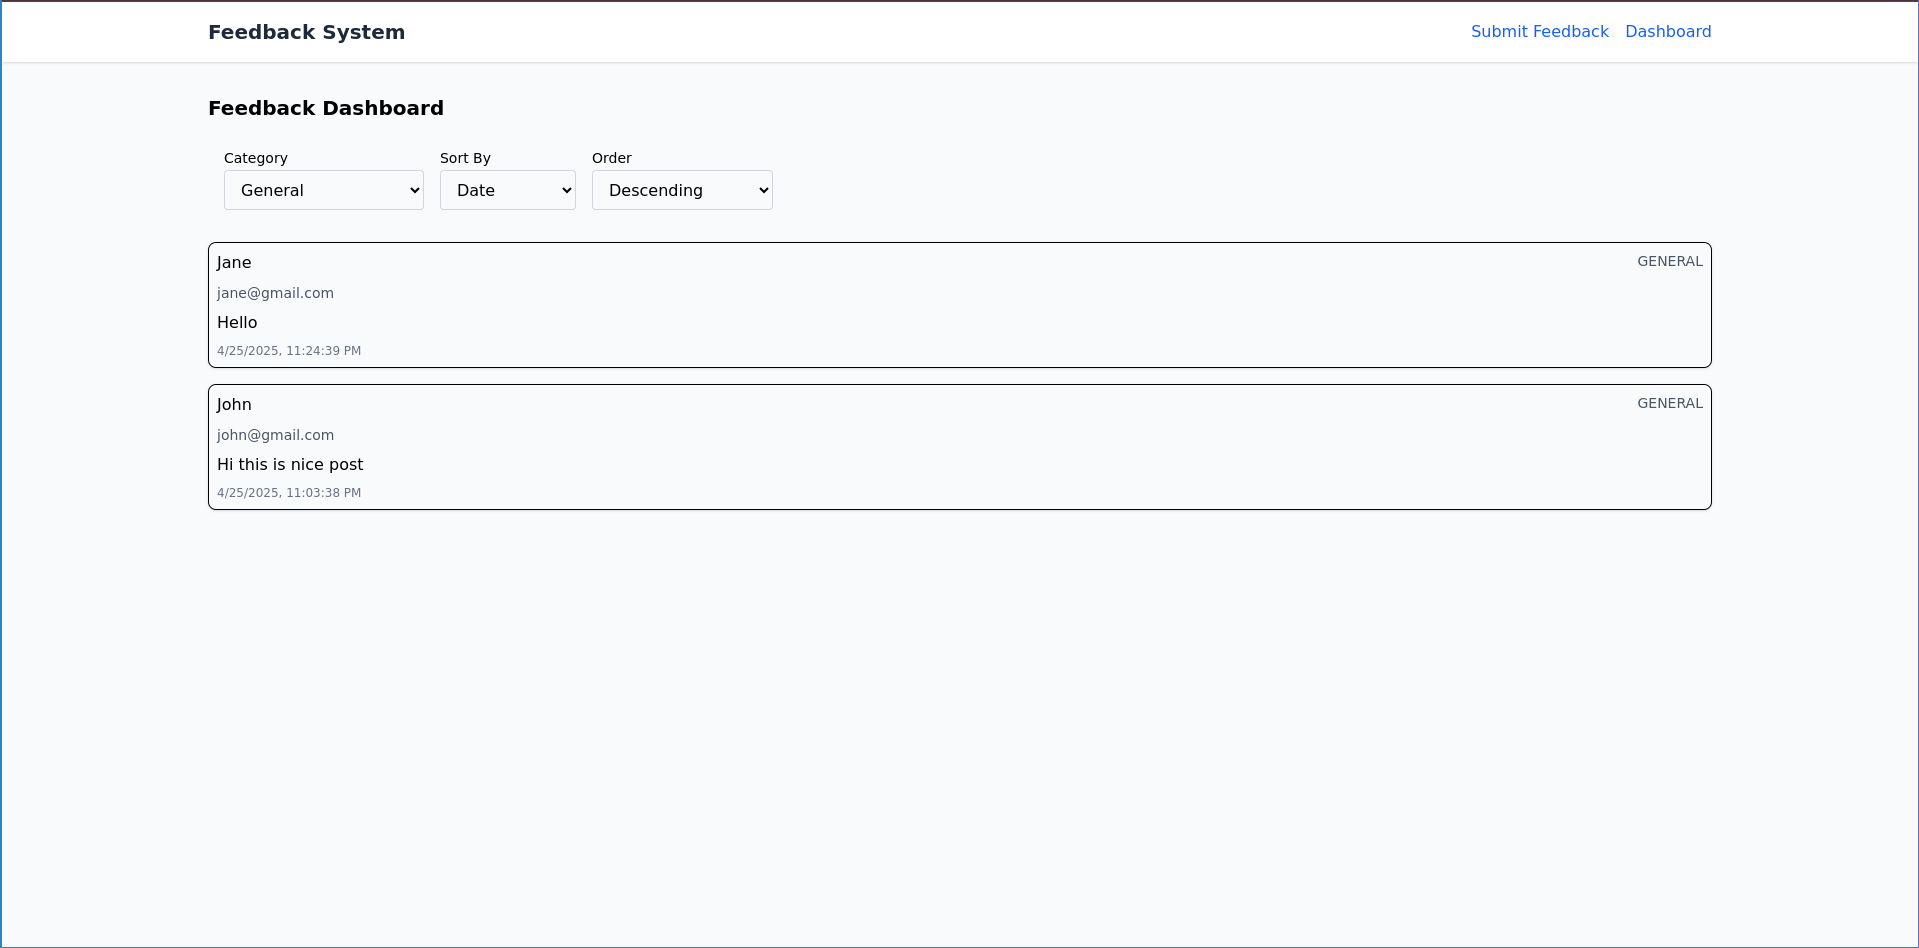 Feedback System
Submit Feedback
Dashboard
Feedback Dashboard
Category
Sort By
Order
General
Date
Descending
Jane
GENERAL
jane@gmail.com
Hello
4/25/2025, 11:24:39 PM
John
GENERAL
john@gmail.com
Hi this is nice post
4/25/2025, 11:03:38 PM